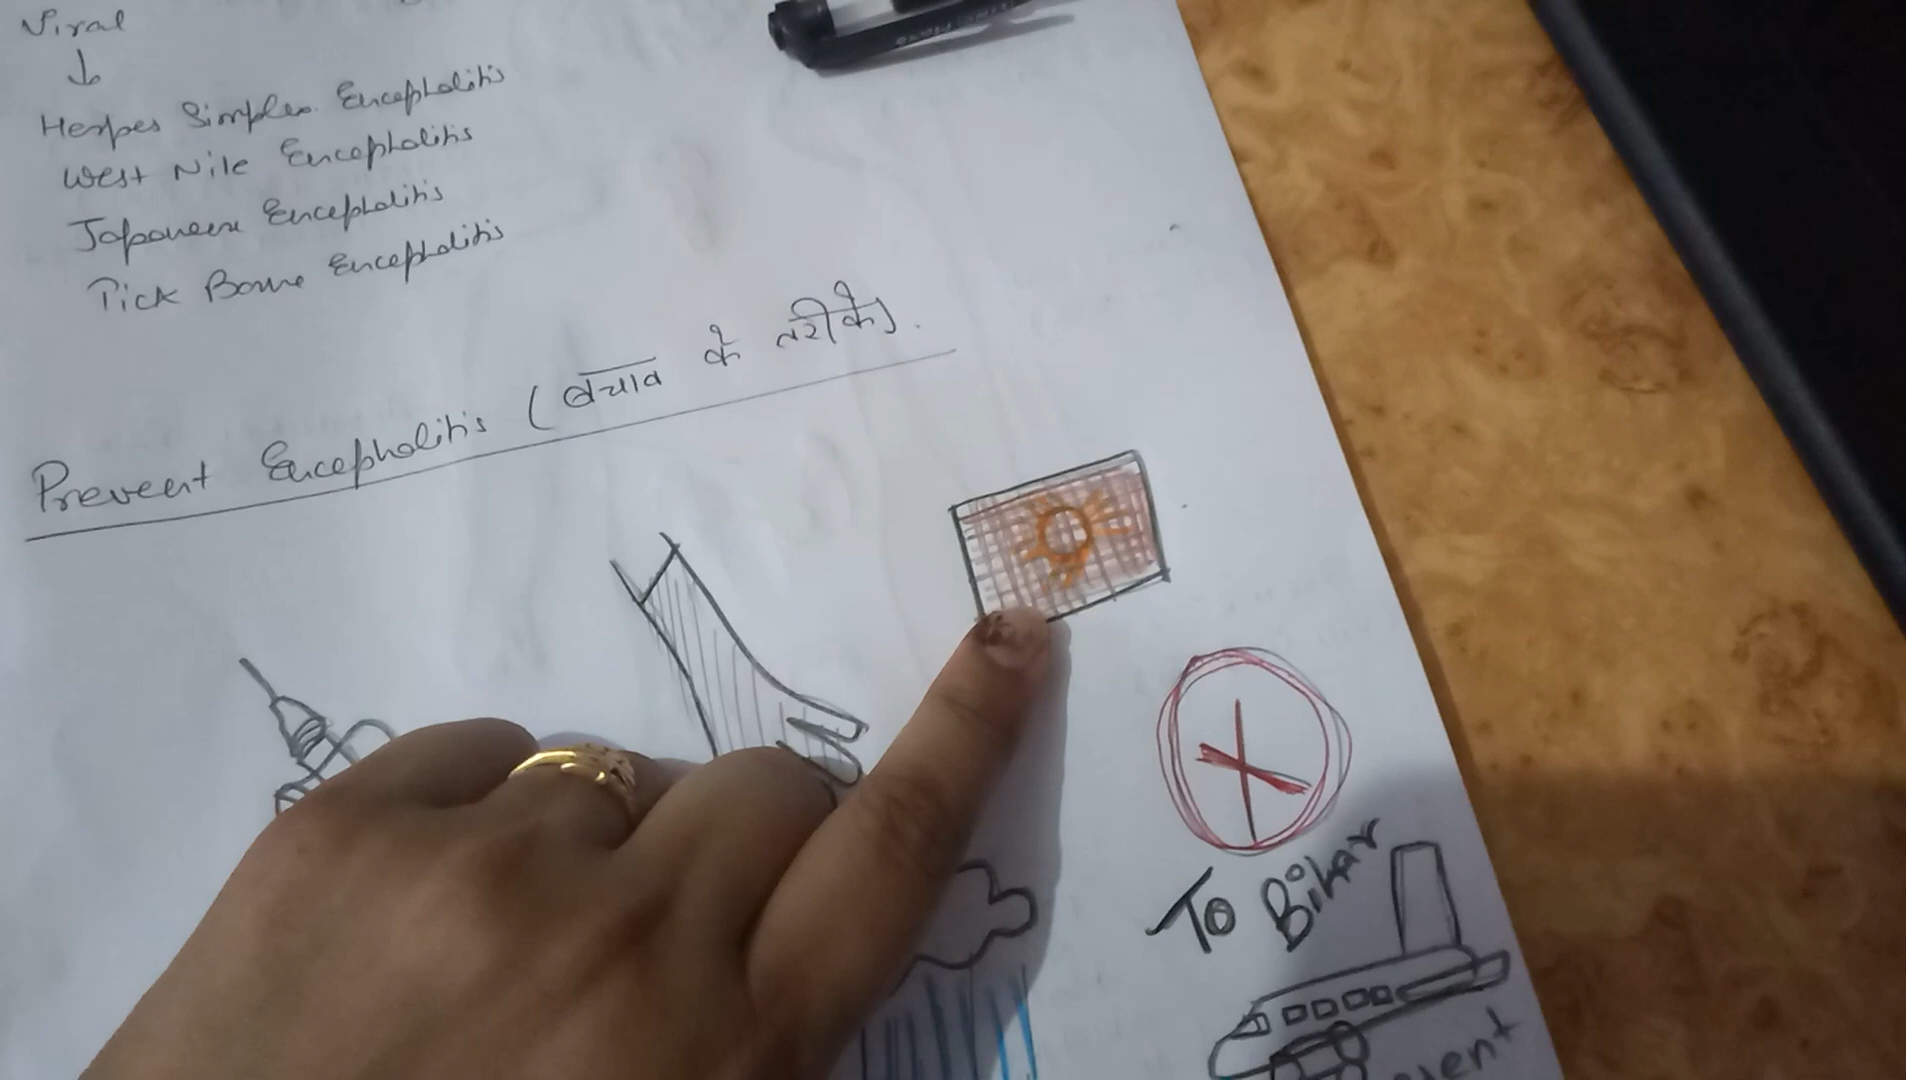 Viral
Herpes Simplex Encephalitis
West Nile Encephalitis
Japanese Encephalitis
Tick Borne Encephalitis
Prevent Encephalitis (बचाव के तरीके).
To Bihar